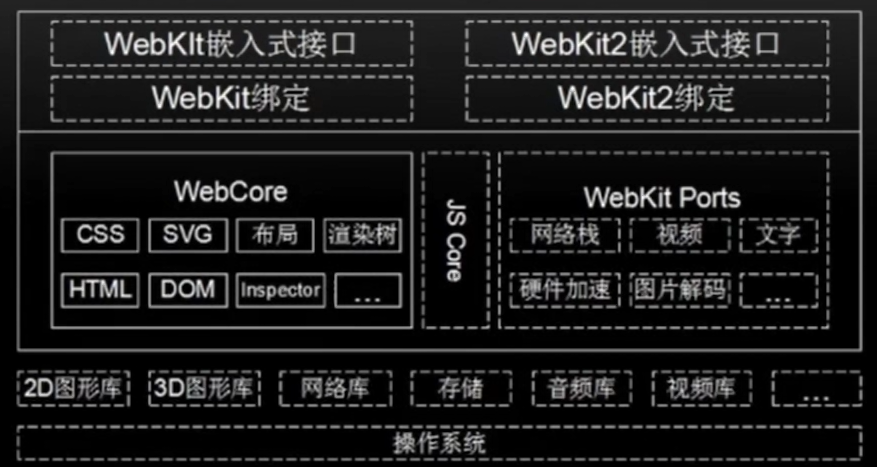 WebKIt嵌入式接口
WebKit2嵌入式接口
WebKit绑定
WebKit2绑定
WebCore
CSS
SVG
布局
渲染树
HTML
DOM
Inspector
...
JS Core
WebKit Ports
网络栈
视频
文字
硬件加速
图片解码
...
2D图形库
3D图形库
网络库
存储
音频库
视频库
...
操作系统